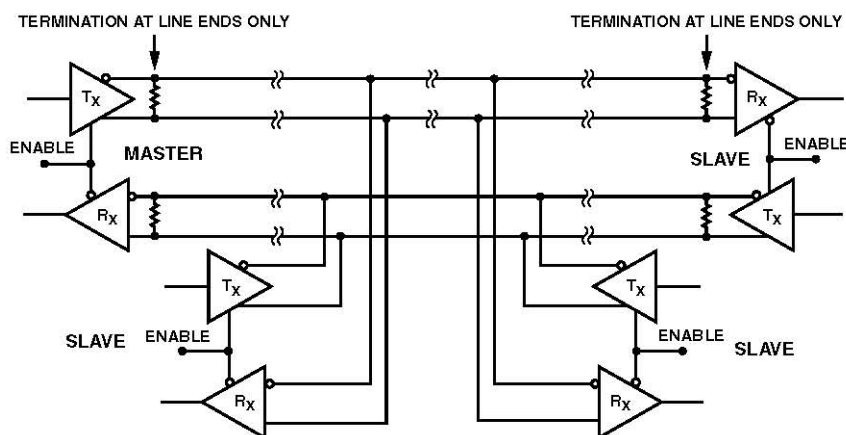 TERMINATION AT LINE ENDS ONLY
TERMINATION AT LINE ENDS ONLY
TX
RX
ENABLE
MASTER
SLAVE
ENABLE
RX
TX
TX
TX
SLAVE
ENABLE
ENABLE
SLAVE
RX
RX